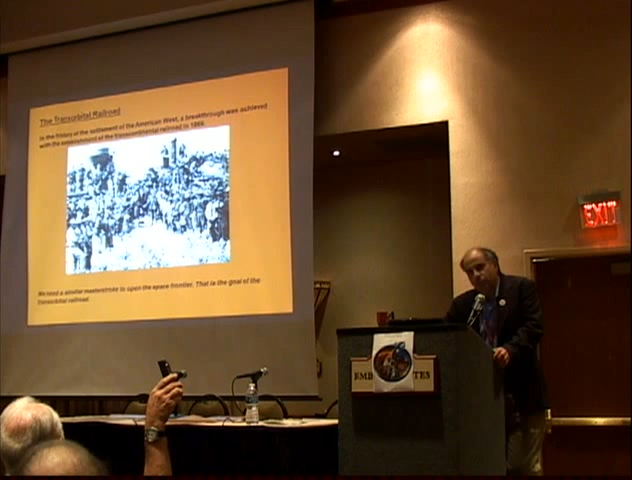 The Transorbital Railroad
In the history of the settlement of the American West, a breakthrough was achieved
with the establishment of the transcontinental railroad in 1869.
We need a similar masterstroke to open the space frontier. That is the goal of the
transorbital railroad
EXIT
EMB TES